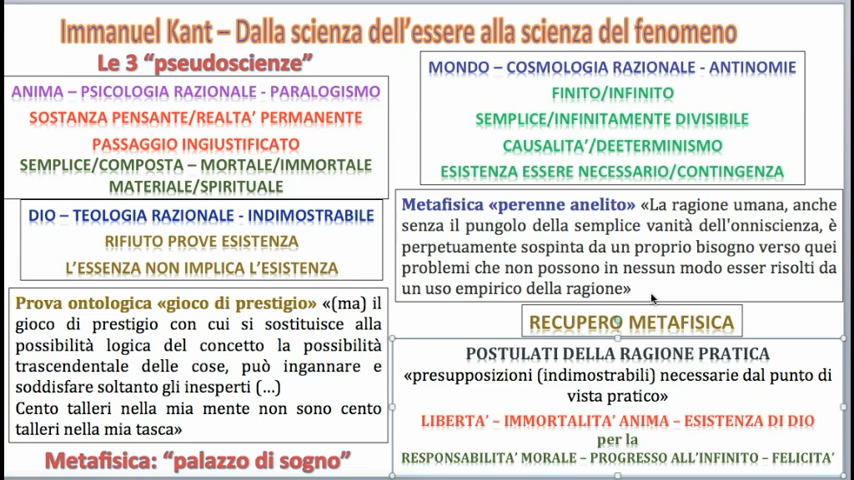 Immanuel Kant – Dalla scienza dell'essere alla scienza del fenomeno
Le 3 “pseudoscienze”
ANIMA – PSICOLOGIA RAZIONALE - PARALOGISMO
SOSTANZA PENSANTE/REALTA' PERMANENTE
PASSAGGIO INGIUSTIFICATO
SEMPLICE/COMPOSTA – MORTALE/IMMORTALE
MATERIALE/SPIRITUALE
DIO – TEOLOGIA RAZIONALE - INDIMOSTRABILE
RIFIUTO PROVE ESISTENZA
L'ESSENZA NON IMPLICA L'ESISTENZA
Prova ontologica «gioco di prestigio» «(ma) il
gioco di prestigio con cui si sostituisce alla
possibilità logica del concetto la possibilità
trascendentale delle cose, può ingannare e
soddisfare soltanto gli inesperti (...)
Cento talleri nella mia mente non sono cento
talleri nella mia tasca»
Metafisica: “palazzo di sogno”
MONDO – COSMOLOGIA RAZIONALE - ANTINOMIE
FINITO/INFINITO
SEMPLICE/INFINITAMENTE DIVISIBILE
CAUSALITA'/DEETERMINISMO
ESISTENZA ESSERE NECESSARIO/CONTINGENZA
Metafisica «perenne anelito» «La ragione umana, anche
senza il pungolo della semplice vanità dell'onniscienza, è
perpetuamente sospinta da un proprio bisogno verso quei
problemi che non possono in nessun modo esser risolti da
un uso empirico della ragione»
RECUPERO METAFISICA
POSTULATI DELLA RAGIONE PRATICA
«presupposizioni (indimostrabili) necessarie dal punto di
vista pratico»
LIBERTA' – IMMORTALITA' ANIMA – ESISTENZA DI DIO
per la
RESPONSABILITA' MORALE – PROGRESSO ALL'INFINITO – FELICITA'